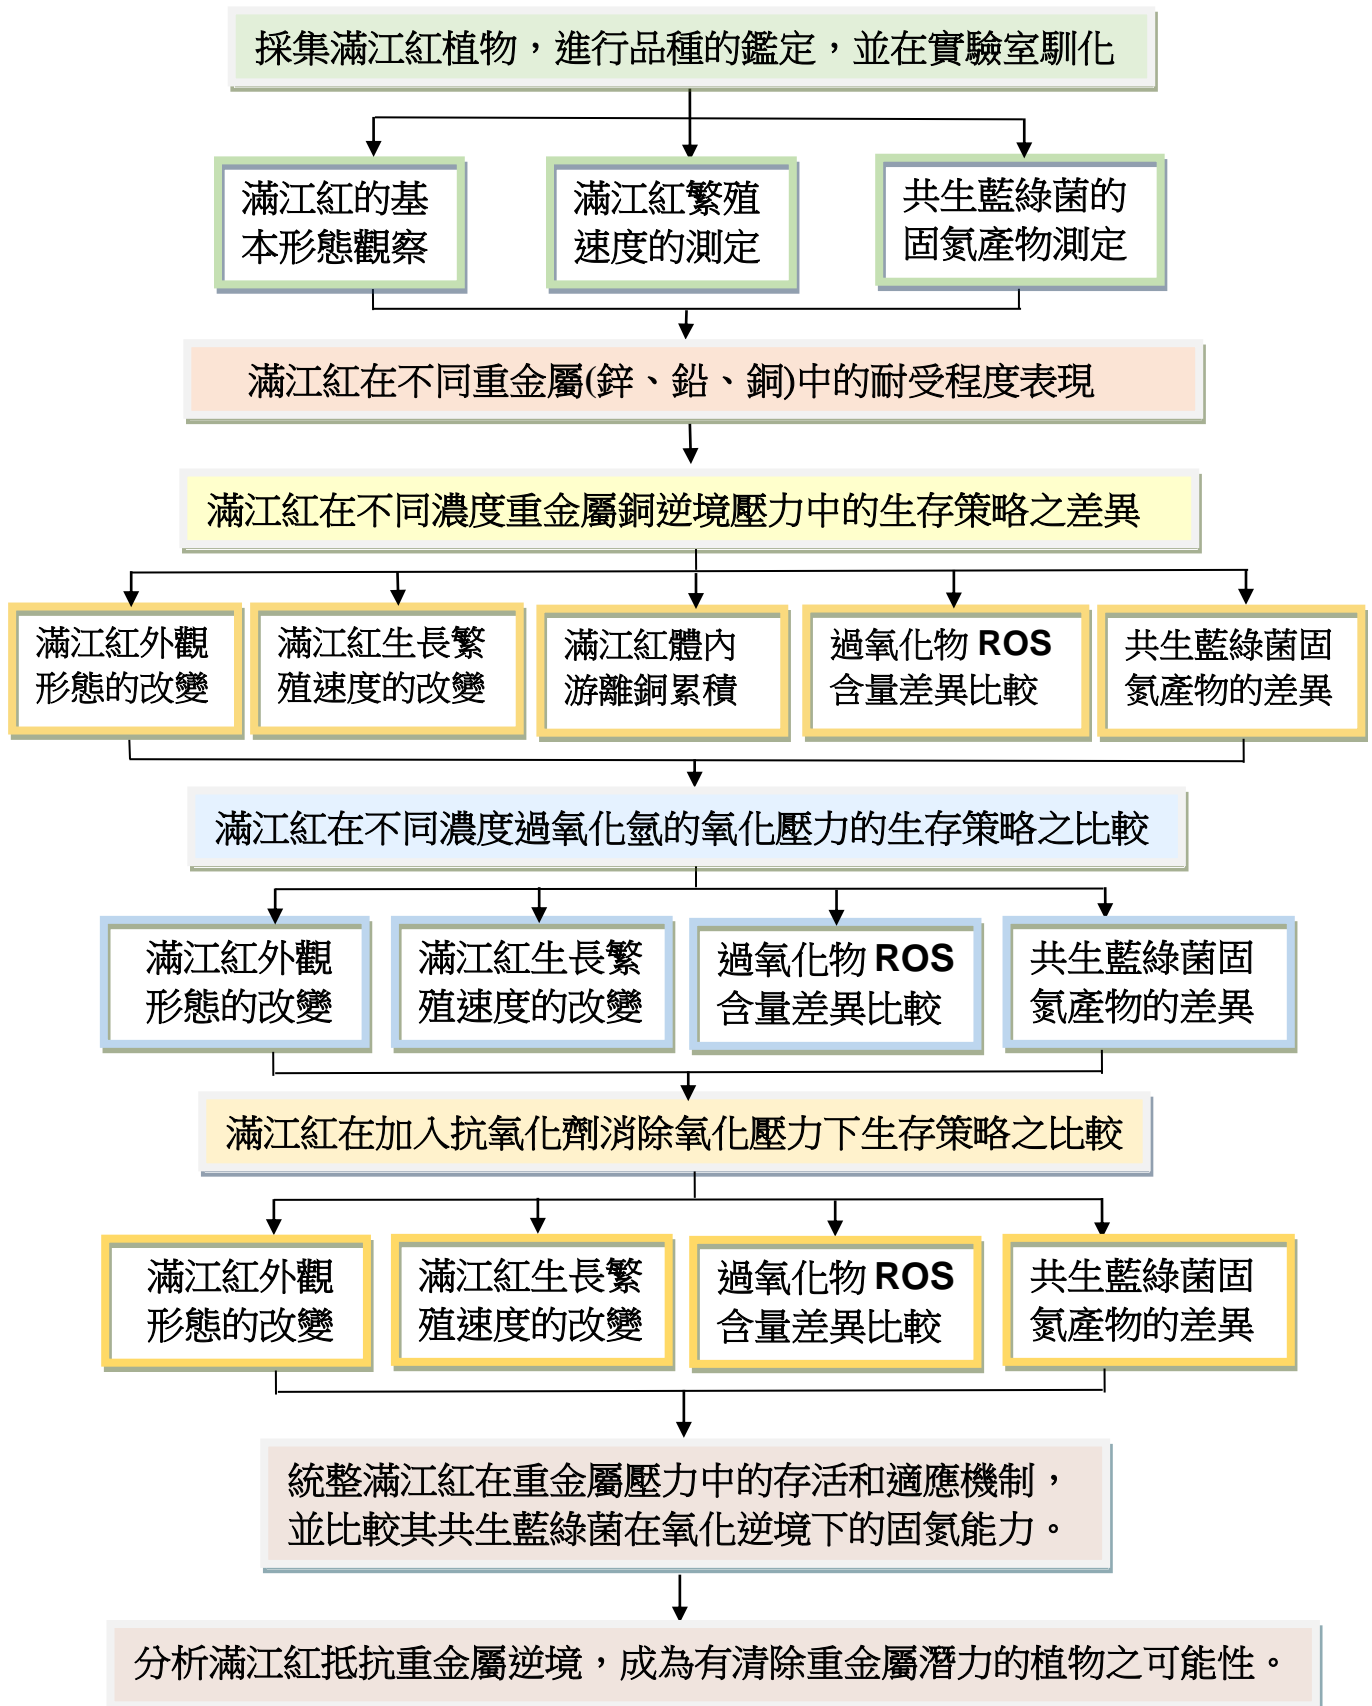 採集滿江紅植物，進行品種的鑑定，並在實驗室馴化
滿江紅的基
本形態觀察
滿江紅繁殖
速度的測定
共生藍綠菌的
固氮產物測定
滿江紅在不同重金屬(鋅、鉛、銅)中的耐受程度表現
滿江紅在不同濃度重金屬銅逆境壓力中的生存策略之差異
滿江紅外觀
形態的改變
滿江紅生長繁
殖速度的改變
滿江紅體內
游離銅累積
過氧化物 ROS
含量差異比較
共生藍綠菌固
氮產物的差異
滿江紅在不同濃度過氧化氫的氧化壓力的生存策略之比較
滿江紅外觀
形態的改變
滿江紅生長繁
殖速度的改變
過氧化物 ROS
含量差異比較
共生藍綠菌固
氮產物的差異
滿江紅在加入抗氧化劑消除氧化壓力下生存策略之比較
滿江紅外觀
形態的改變
滿江紅生長繁
殖速度的改變
過氧化物 ROS
含量差異比較
共生藍綠菌固
氮產物的差異
統整滿江紅在重金屬壓力中的存活和適應機制，
並比較其共生藍綠菌在氧化逆境下的固氮能力。
分析滿江紅抵抗重金屬逆境，成為有清除重金屬潛力的植物之可能性。